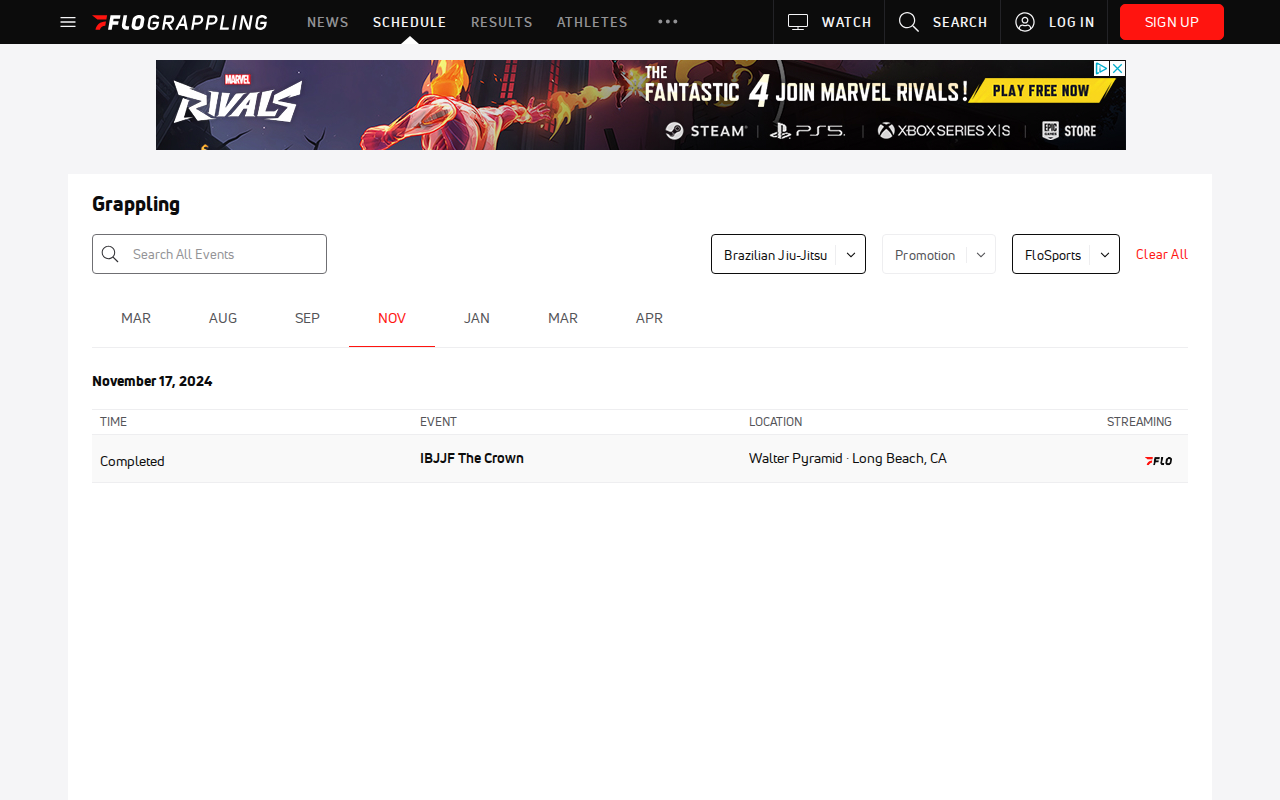 FLOGRAPPLING NEWS SCHEDULE RESULTS ATHLETES WATCH SEARCH LOG IN SIGN UP
MARVEL RIVALS THE FANTASTIC 4 JOIN MARVEL RIVALS! PLAY FREE NOW
STEAM PS5 XBOX SERIES X|S EPIC GAMES STORE
Grappling
Search All Events Brazilian Jiu-Jitsu Promotion FloSports Clear All
MAR AUG SEP NOV JAN MAR APR
November 17, 2024
TIME EVENT LOCATION STREAMING
Completed IBJJF The Crown Walter Pyramid · Long Beach, CA FLO